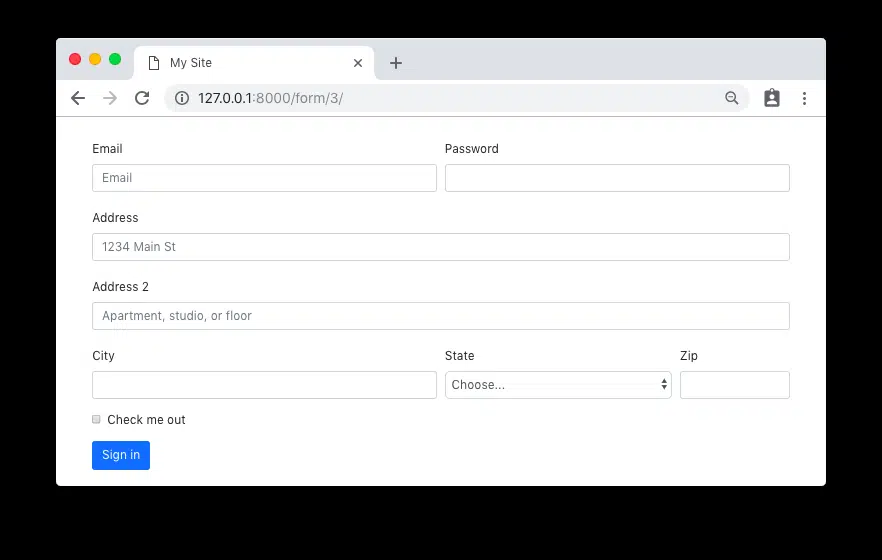 My Site
127.0.0.1:8000/form/3/
Email Password
Email
Address
1234 Main St
Address 2
Apartment, studio, or floor
City State Zip
Choose...
Check me out
Sign in